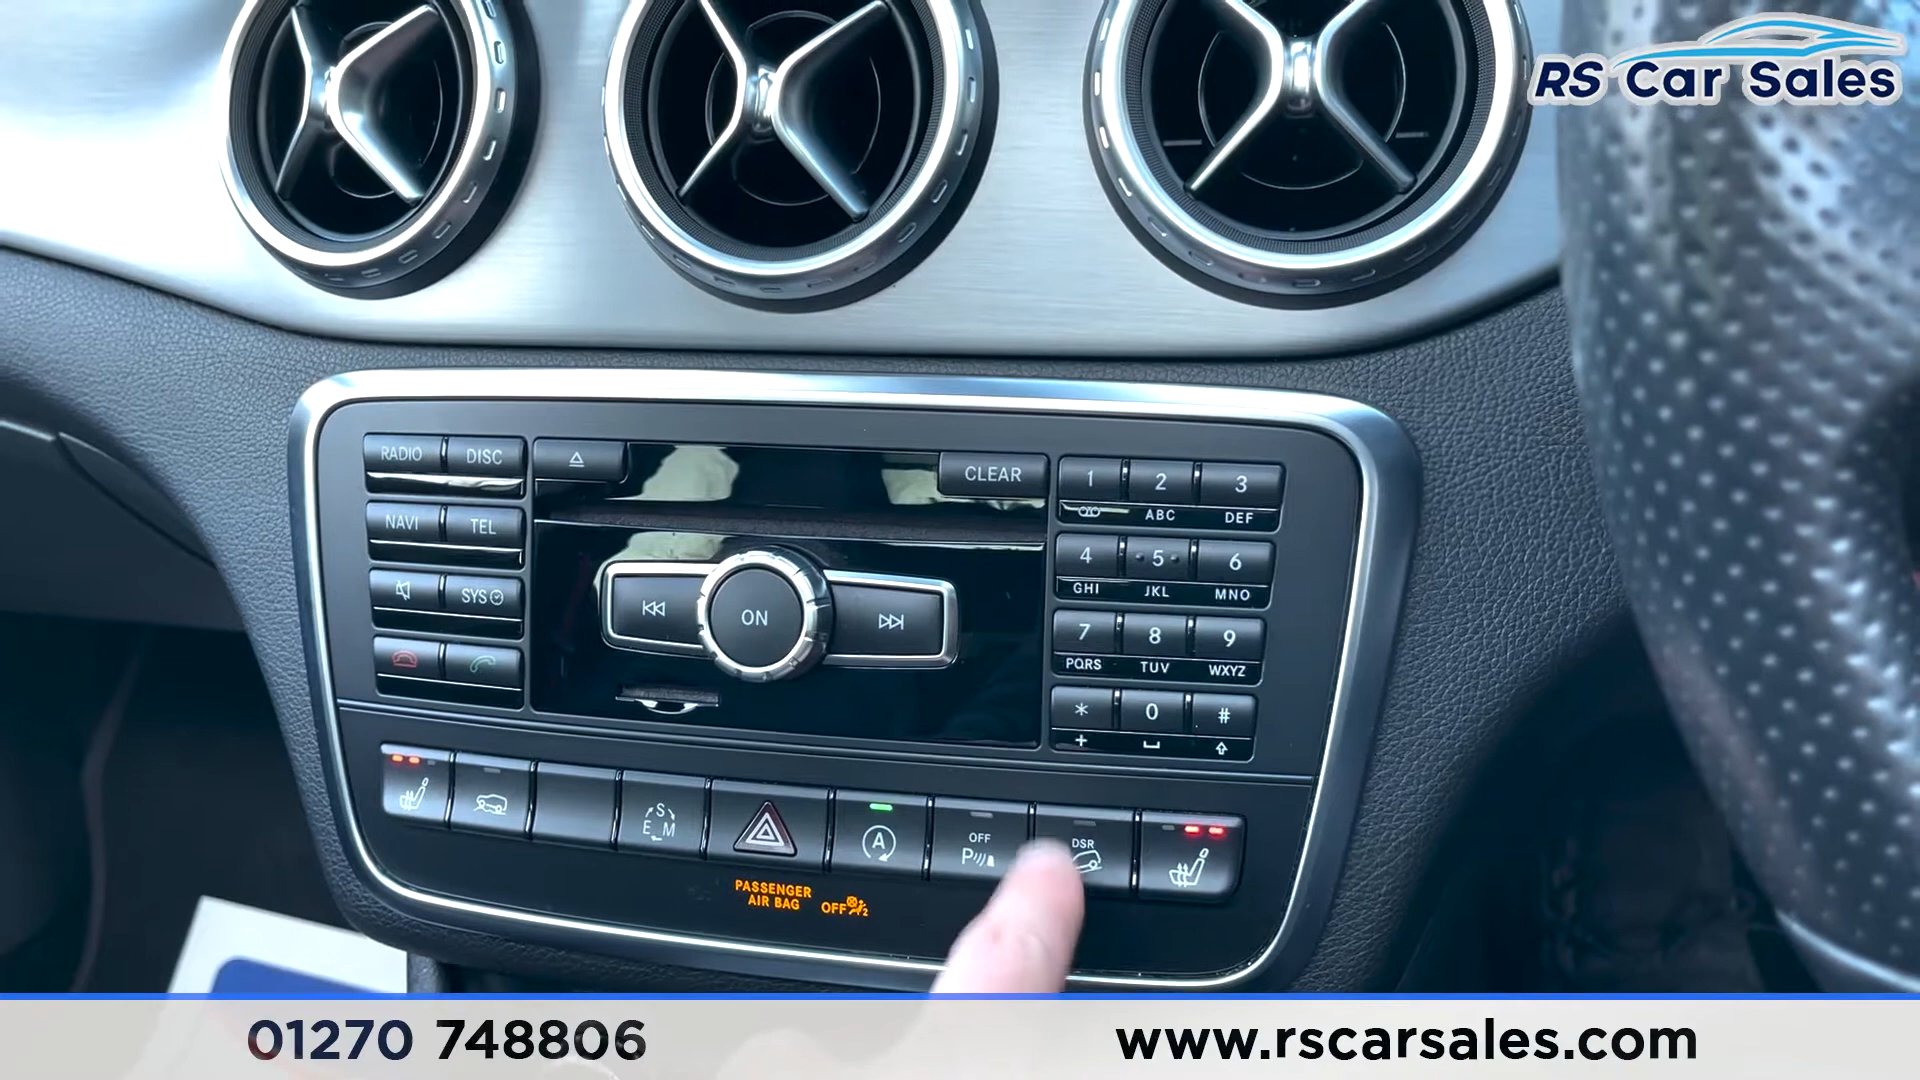 RS Car Sales
RADIO DISC
CLEAR
1 2 3
ABC DEF
NAVI TEL
4 5 6
GHI JKL MNO
SYS
ON
7 8 9
PQRS TUV WXYZ
* 0 #
+
S
E M
A
OFF
P
DSR
PASSENGER
AIR BAG OFF 2
01270 748806
www.rscarsales.com